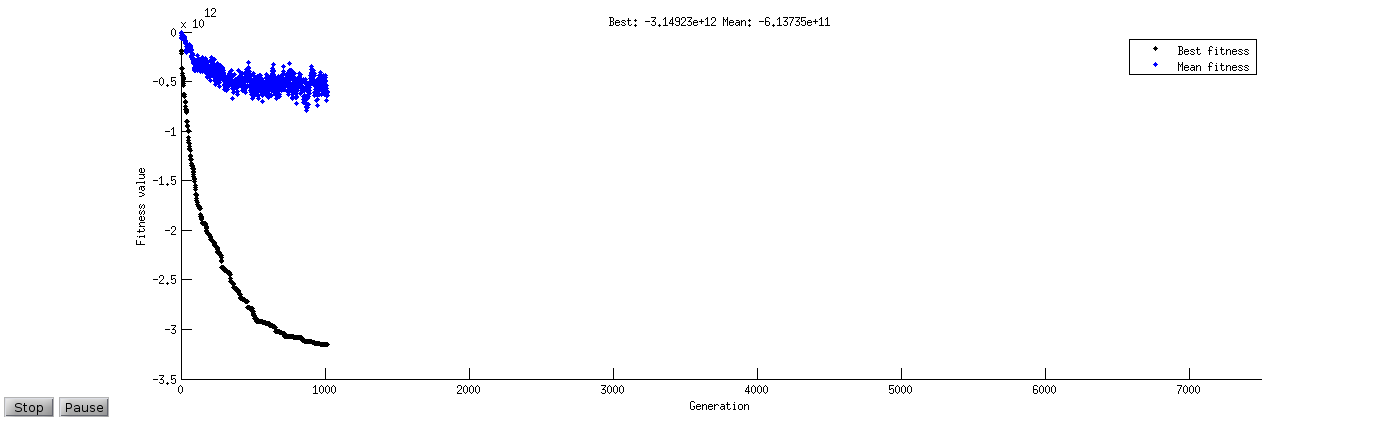 x 10^12
Best: -3.14923e+12 Mean: -6.13735e+11
Best fitness
Mean fitness
0
-0.5
-1
-1.5
-2
-2.5
-3
-3.5
Fitness value
0 1000 2000 3000 4000 5000 6000 7000
Generation
Stop Pause